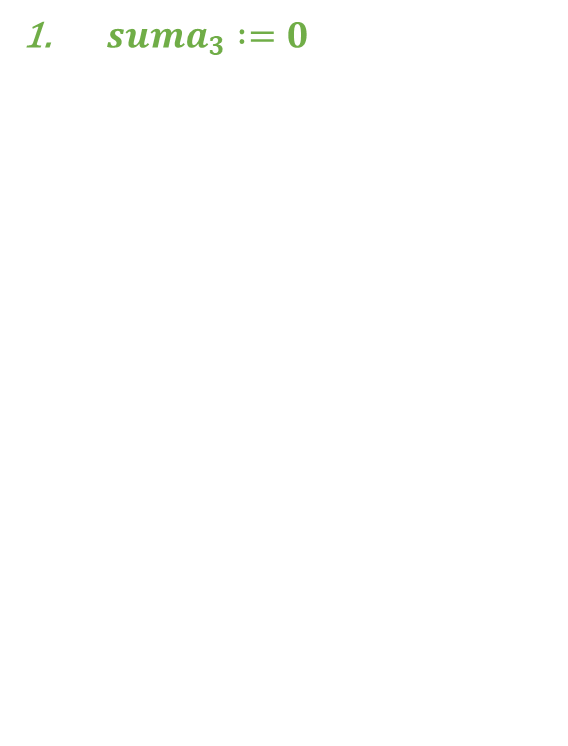 1. suma₃ := 0